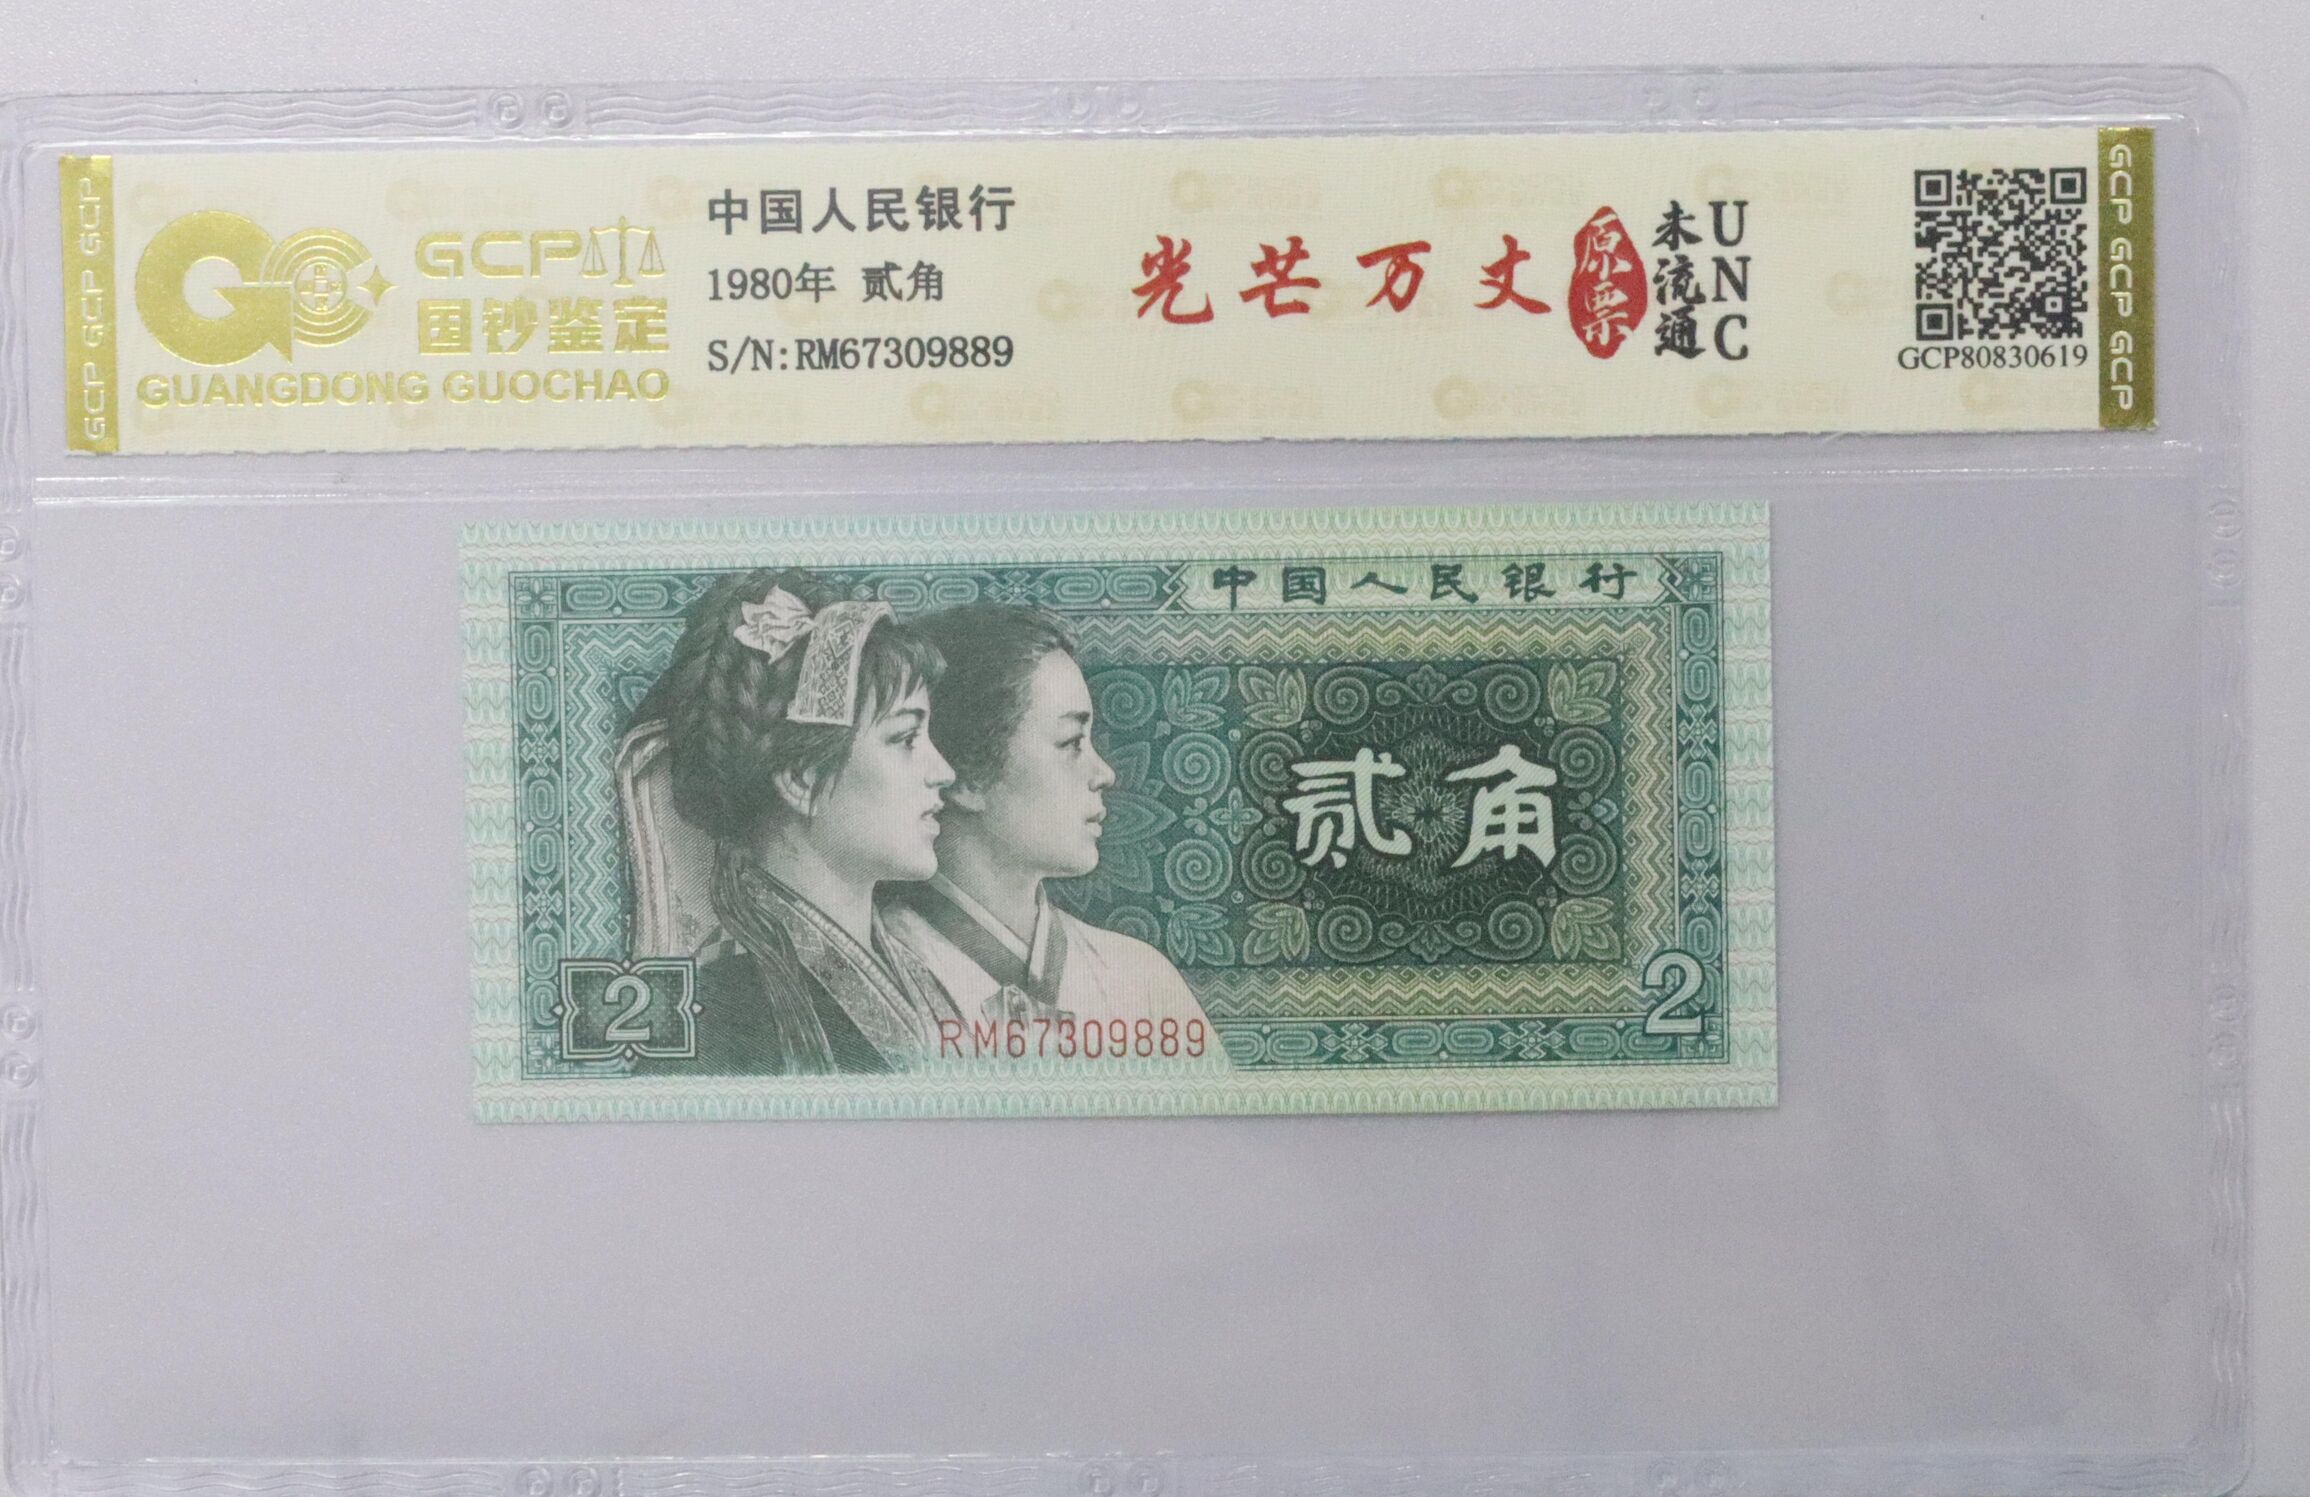 GCP GCP GCP
GCP
国钞鉴定
GUANGDONG GUOCHAO
中国人民银行
1980年 贰角
S/N:RM67309889
光芒万丈
原票
未流通
UNC
GCP80830619
GCP GCP GCP
中国人民银行
贰角
2
2
RM67309889